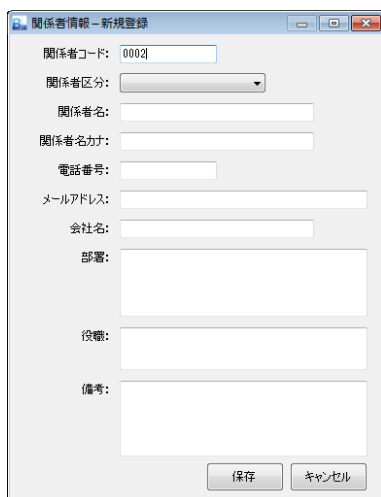 関係者情報－新規登録
関係者コード: 0002
関係者区分:
関係者名:
関係者名カナ:
電話番号:
メールアドレス:
会社名:
部署:
役職:
備考:
保存 キャンセル